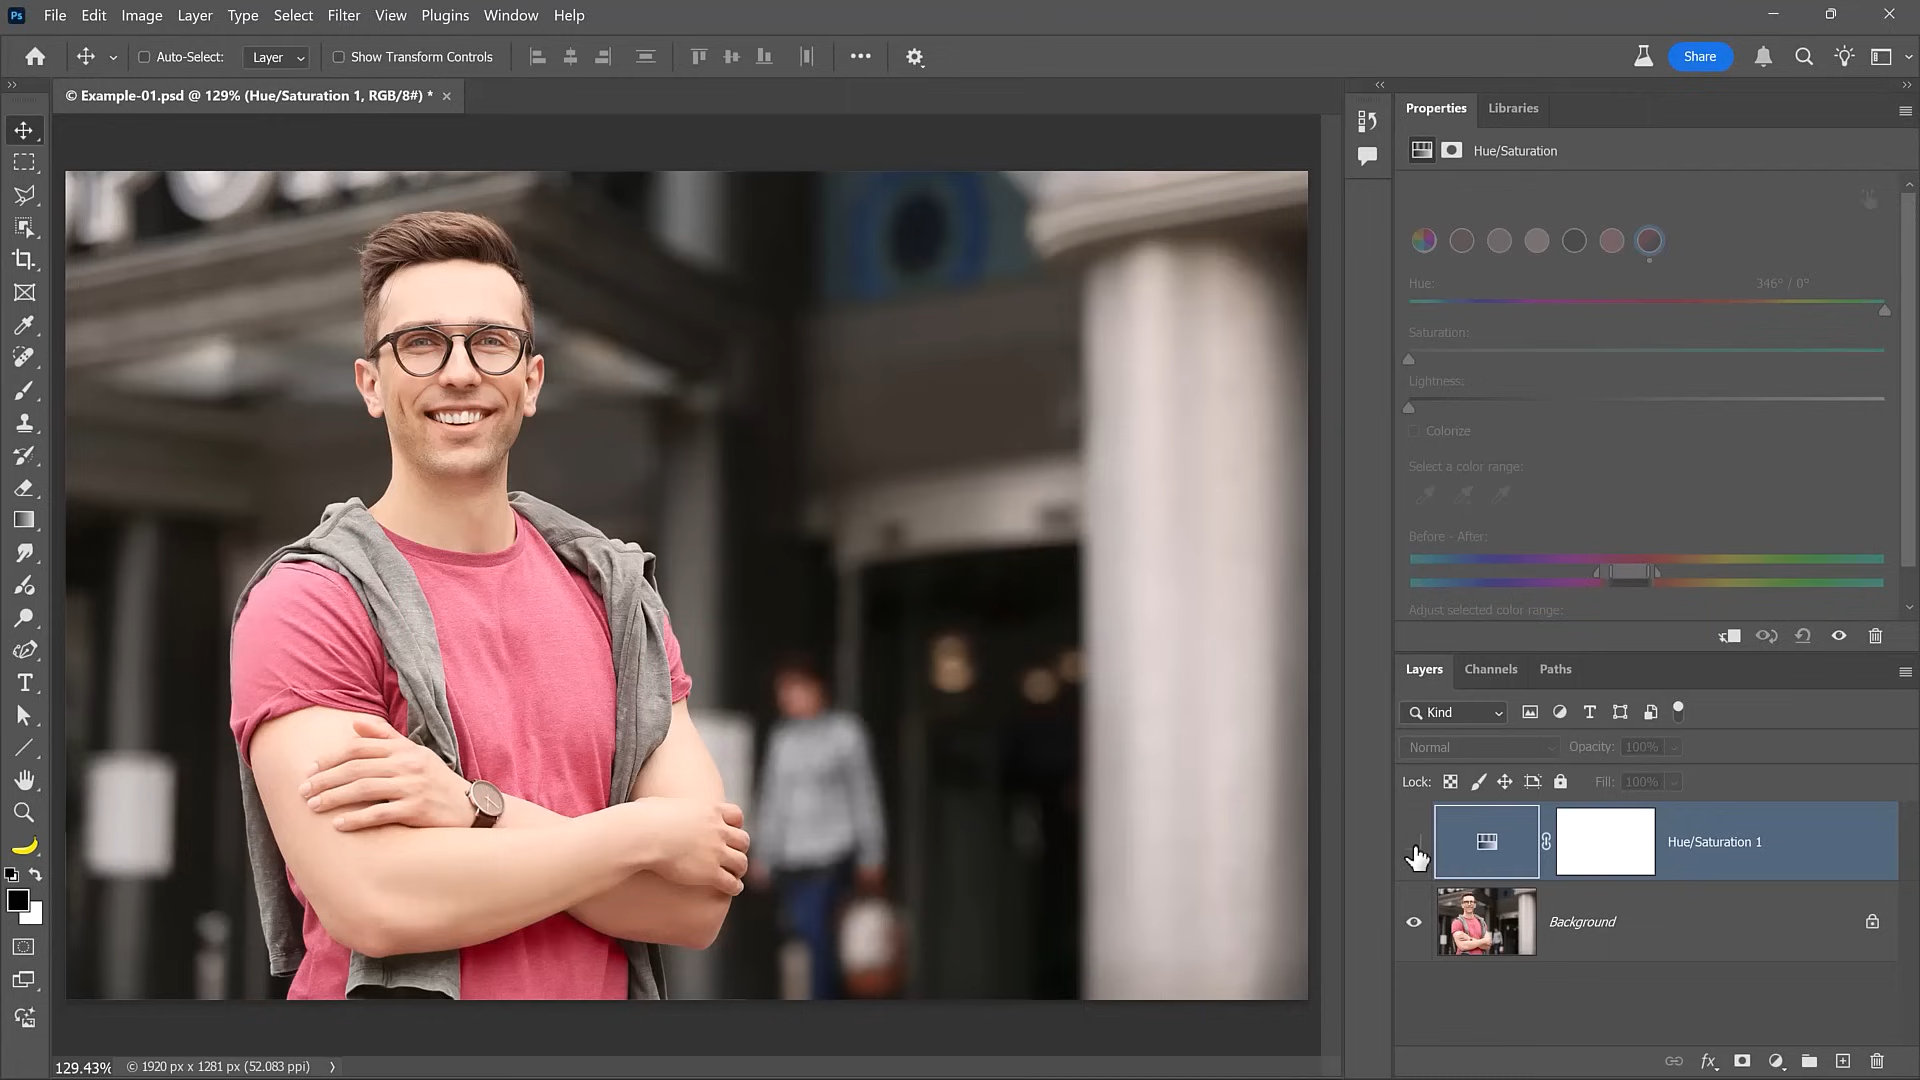 Ps File Edit Image Layer Type Select Filter View Plugins Window Help
Auto-Select: Layer Show Transform Controls ••• Share
© Example-01.psd @ 129% (Hue/Saturation 1, RGB/8#) * ×
Properties Libraries
Hue/Saturation
Hue: 346° / 0°
Saturation:
Lightness:
Colorize
Select a color range:
Before - After:
Adjust selected color range:
Layers Channels Paths
Kind
Normal Opacity: 100%
Lock: Fill: 100%
Hue/Saturation 1
Background
129.43% © 1920 px x 1281 px (52.083 ppi)